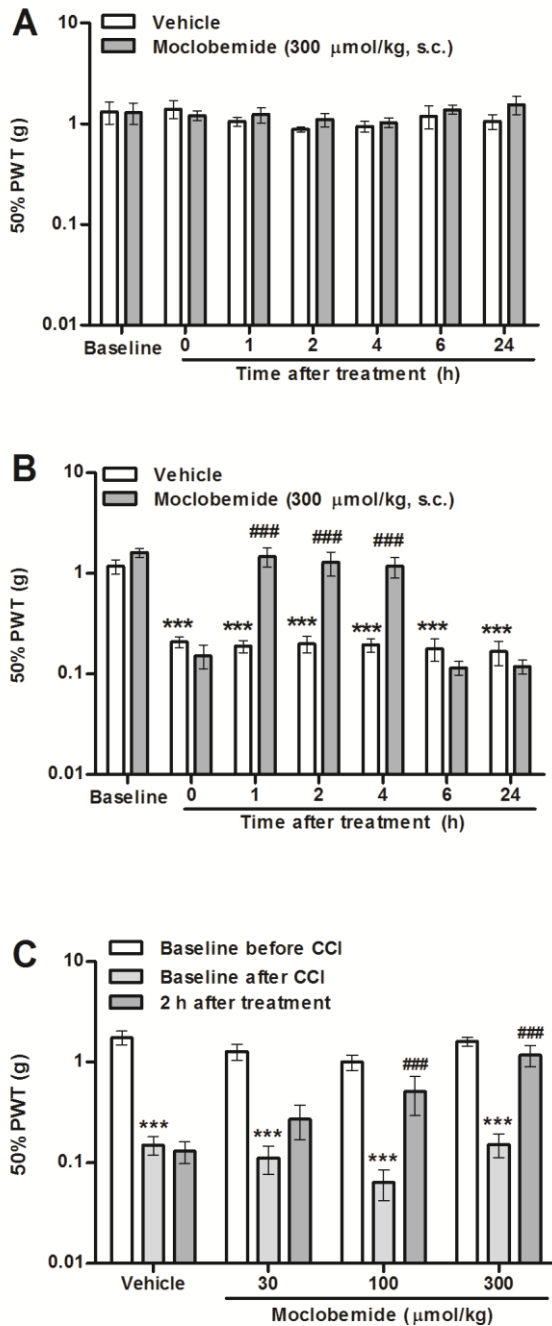 A
Vehicle
Moclobemide (300 μmol/kg, s.c.)
50% PWT (g)
10
1
0.1
0.01
Baseline 0 1 2 4 6 24
Time after treatment (h)
B
Vehicle
Moclobemide (300 μmol/kg, s.c.)
50% PWT (g)
10
1
0.1
0.01
### ### ###
*** *** *** *** *** ***
Baseline 0 1 2 4 6 24
Time after treatment (h)
C
Baseline before CCI
Baseline after CCI
2 h after treatment
50% PWT (g)
10
1
0.1
0.01
### ###
*** *** *** ***
Vehicle 30 100 300
Moclobemide (μmol/kg)